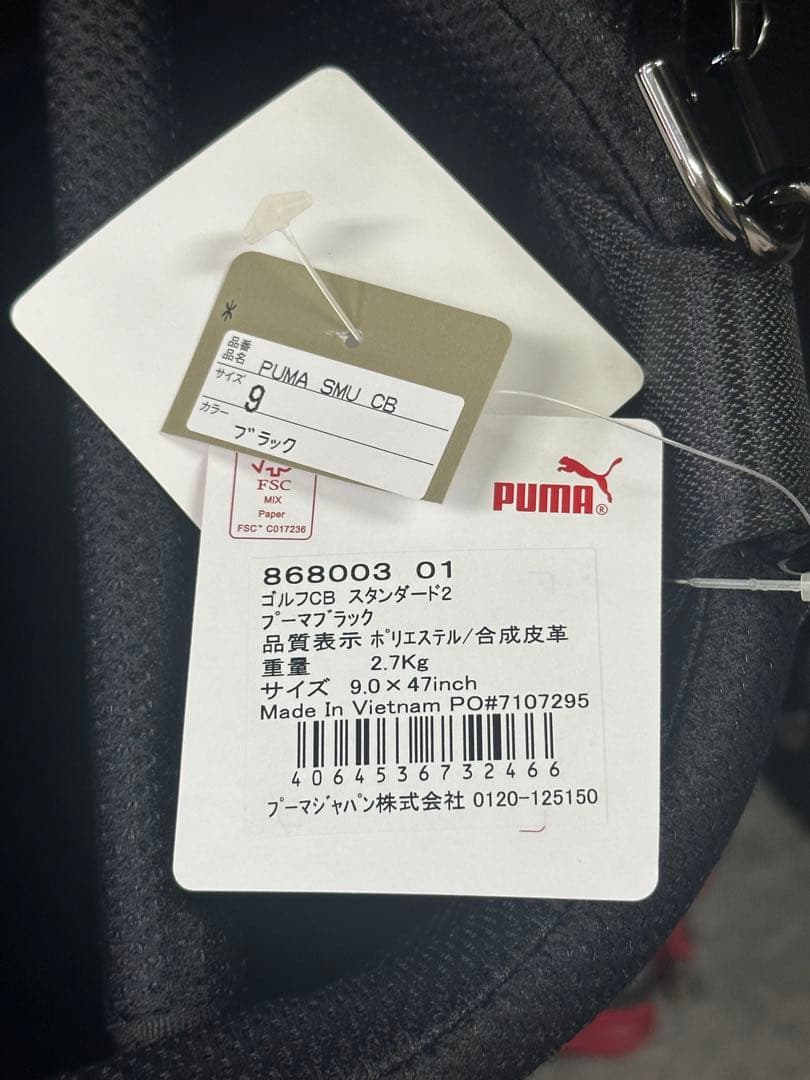 品番
品名 PUMA SMU CB
サイズ 9
カラー ブラック
FSC
MIX
Paper
FSC™ C017236
PUMA®
868003 01
ゴルフCB スタンダード2
プーマブラック
品質表示 ポリエステル/合成皮革
重量 2.7Kg
サイズ 9.0×47inch
Made In Vietnam PO#7107295
4064536732466
プーマジャパン株式会社 0120-125150